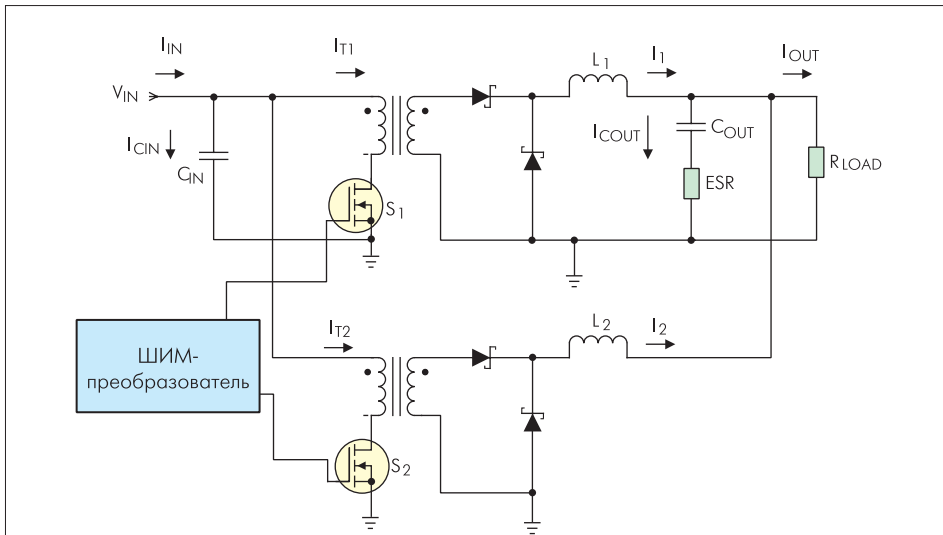 I_IN
I_T1
L_1
I_1
I_OUT
V_IN
I_CIN
C_IN
I_COUT
C_OUT
ESR
R_LOAD
S_1
ШИМ-
преобразователь
I_T2
L_2
I_2
S_2